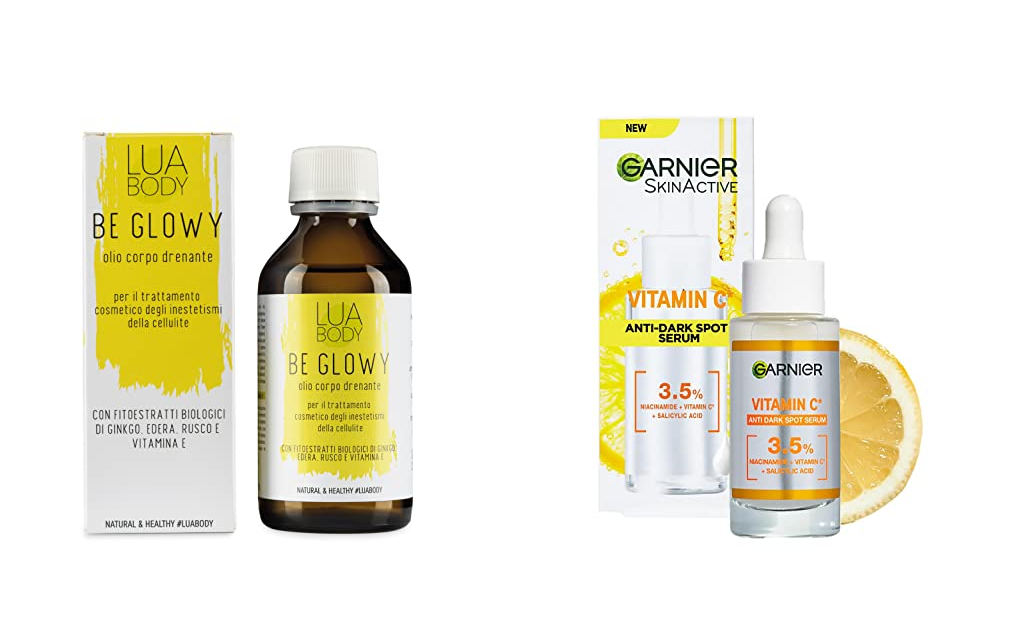 LUA
BODY
BE GLOWY
olio corpo drenante
per il trattamento
cosmetico degli inestetismi
della cellulite
CON FITOESTRATTI BIOLOGICI
DI GINKGO, EDERA, RUSCO E
VITAMINA E
NATURAL & HEALTHY #LUABODY
LUA
BODY
BE GLOWY
olio corpo drenante
per il trattamento
cosmetico degli inestetismi
della cellulite
CON FITOESTRATTI BIOLOGICI DI GINKGO,
EDERA, RUSCO E VITAMINA E
NATURAL & HEALTHY #LUABODY
NEW
GARNIER
SKINACTIVE
VITAMIN C*
ANTI-DARK SPOT
SERUM
3.5%
NIACINAMIDE + VITAMIN C*
+ SALICYLIC ACID
GARNIER
VITAMIN C*
ANTI DARK SPOT SERUM
3.5%
NIACINAMIDE + VITAMIN C*
+ SALICYLIC ACID